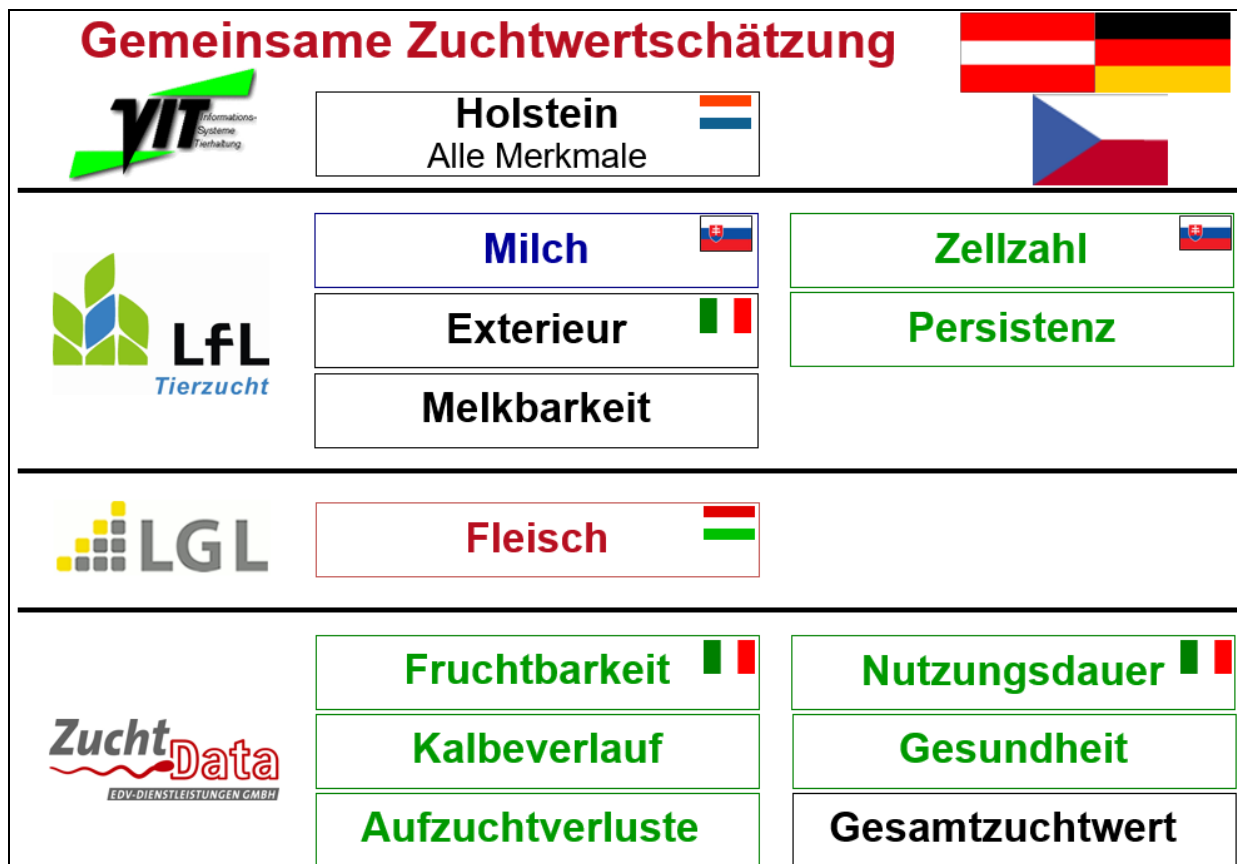 Gemeinsame Zuchtwertschätzung
VIT
Informations-
Systeme
Tierhaltung
Holstein
Alle Merkmale
LfL
Tierzucht
Milch
Zellzahl
Exterieur
Persistenz
Melkbarkeit
LGL
Fleisch
Zucht
Data
EDV-DIENSTLEISTUNGEN GMBH
Fruchtbarkeit
Nutzungsdauer
Kalbeverlauf
Gesundheit
Aufzuchtverluste
Gesamtzuchtwert